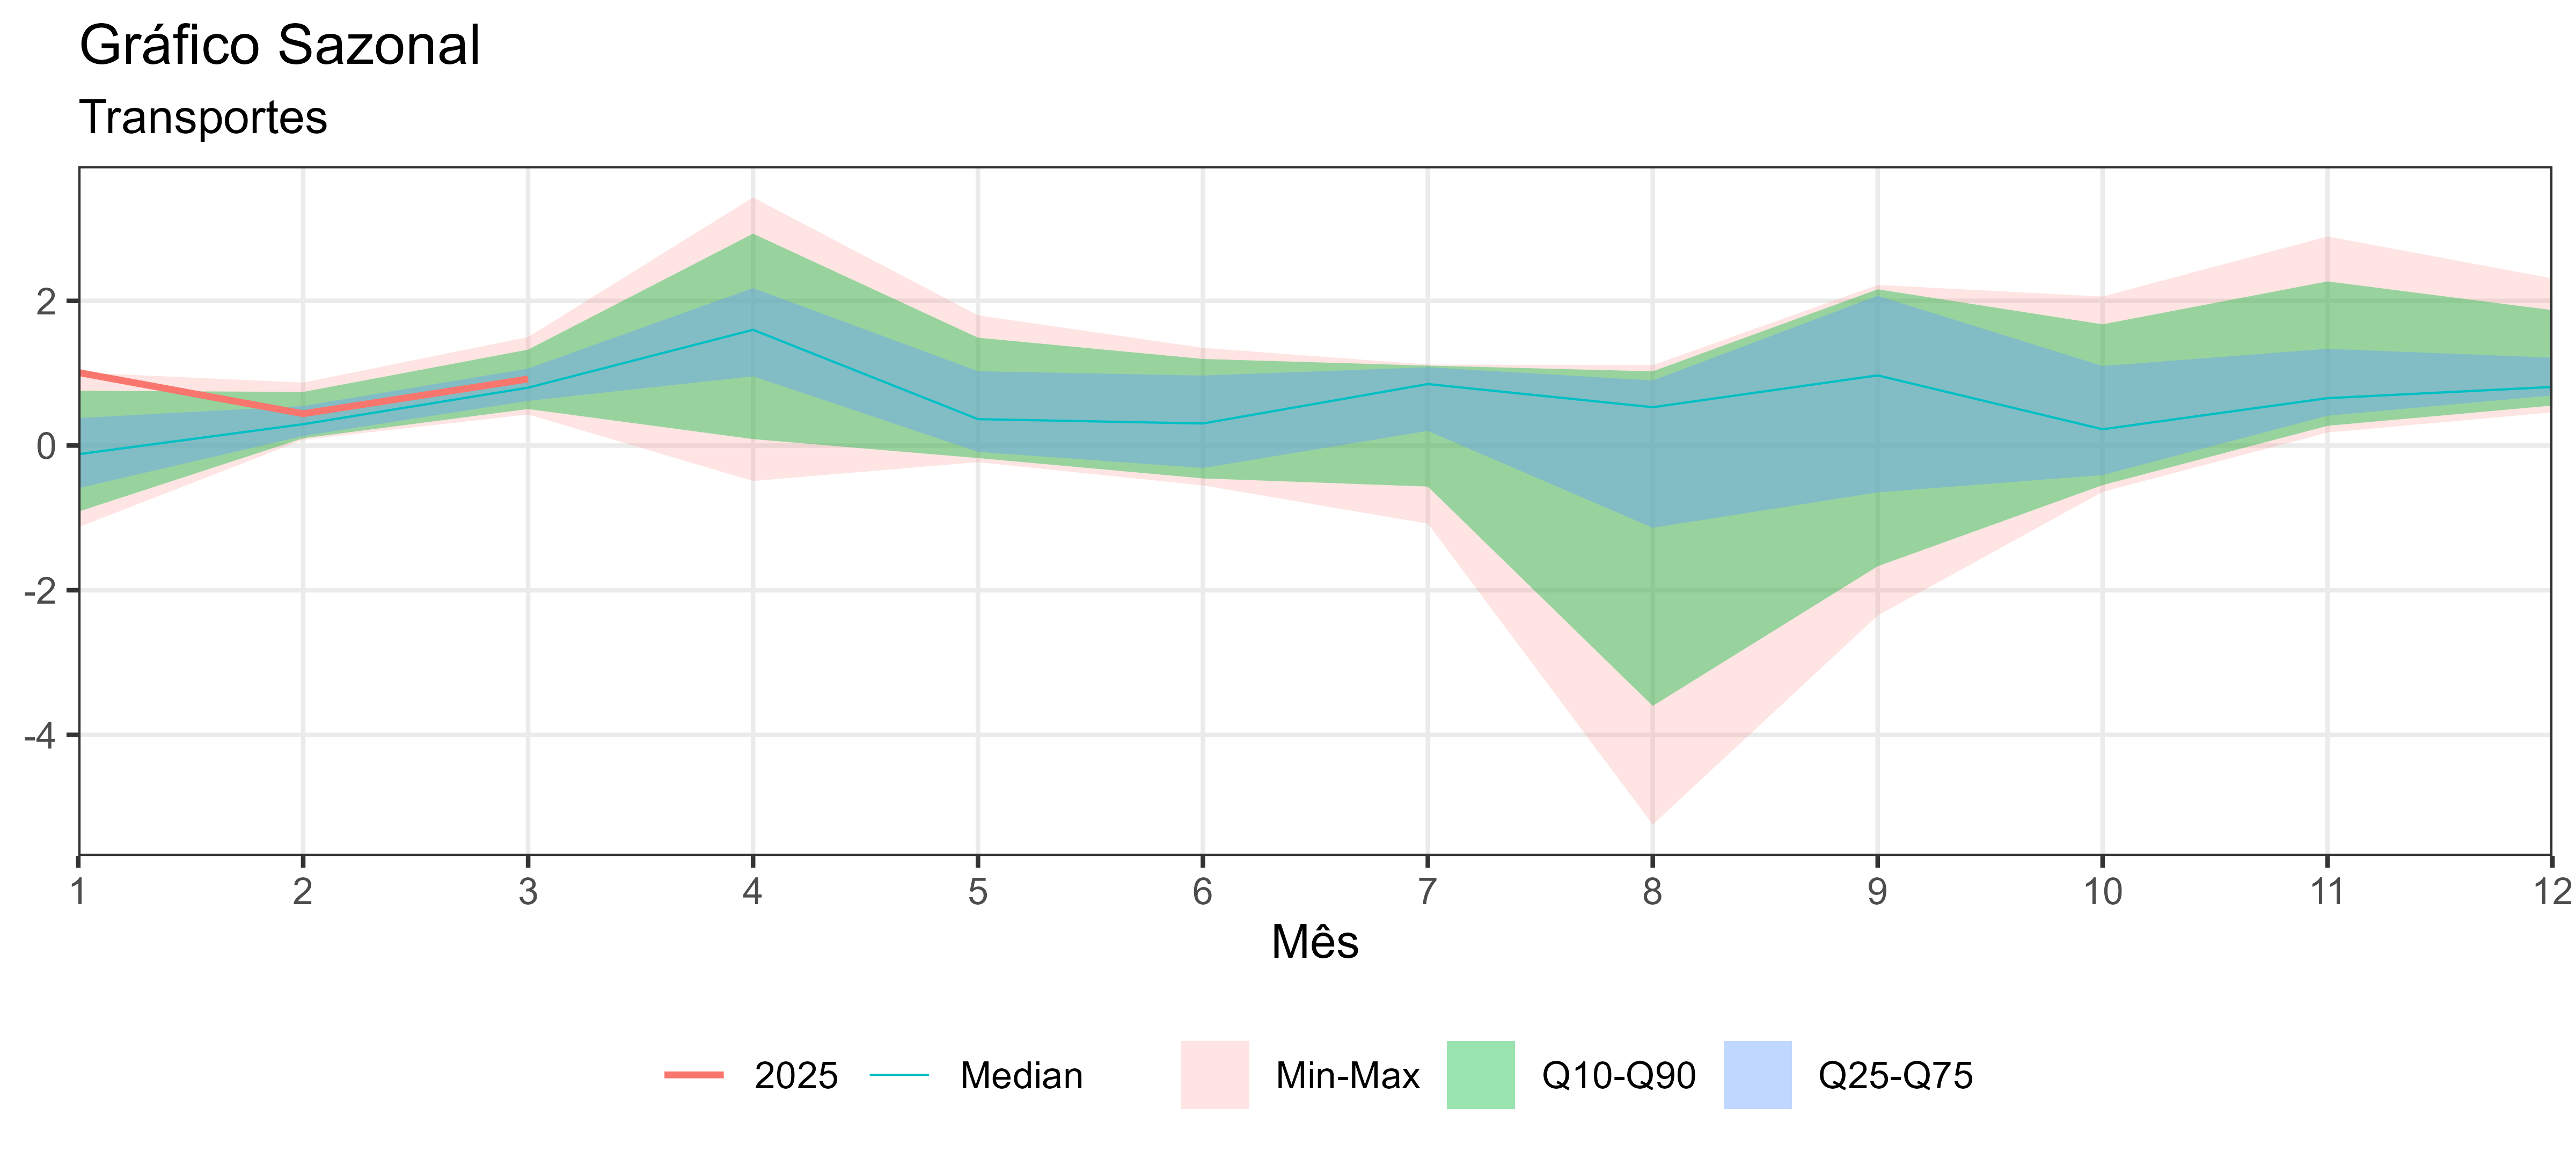 Gráfico Sazonal
Transportes
2
0
-2
-4
1 2 3 4 5 6 7 8 9 10 11 12
Mês
2025 Median Min-Max Q10-Q90 Q25-Q75